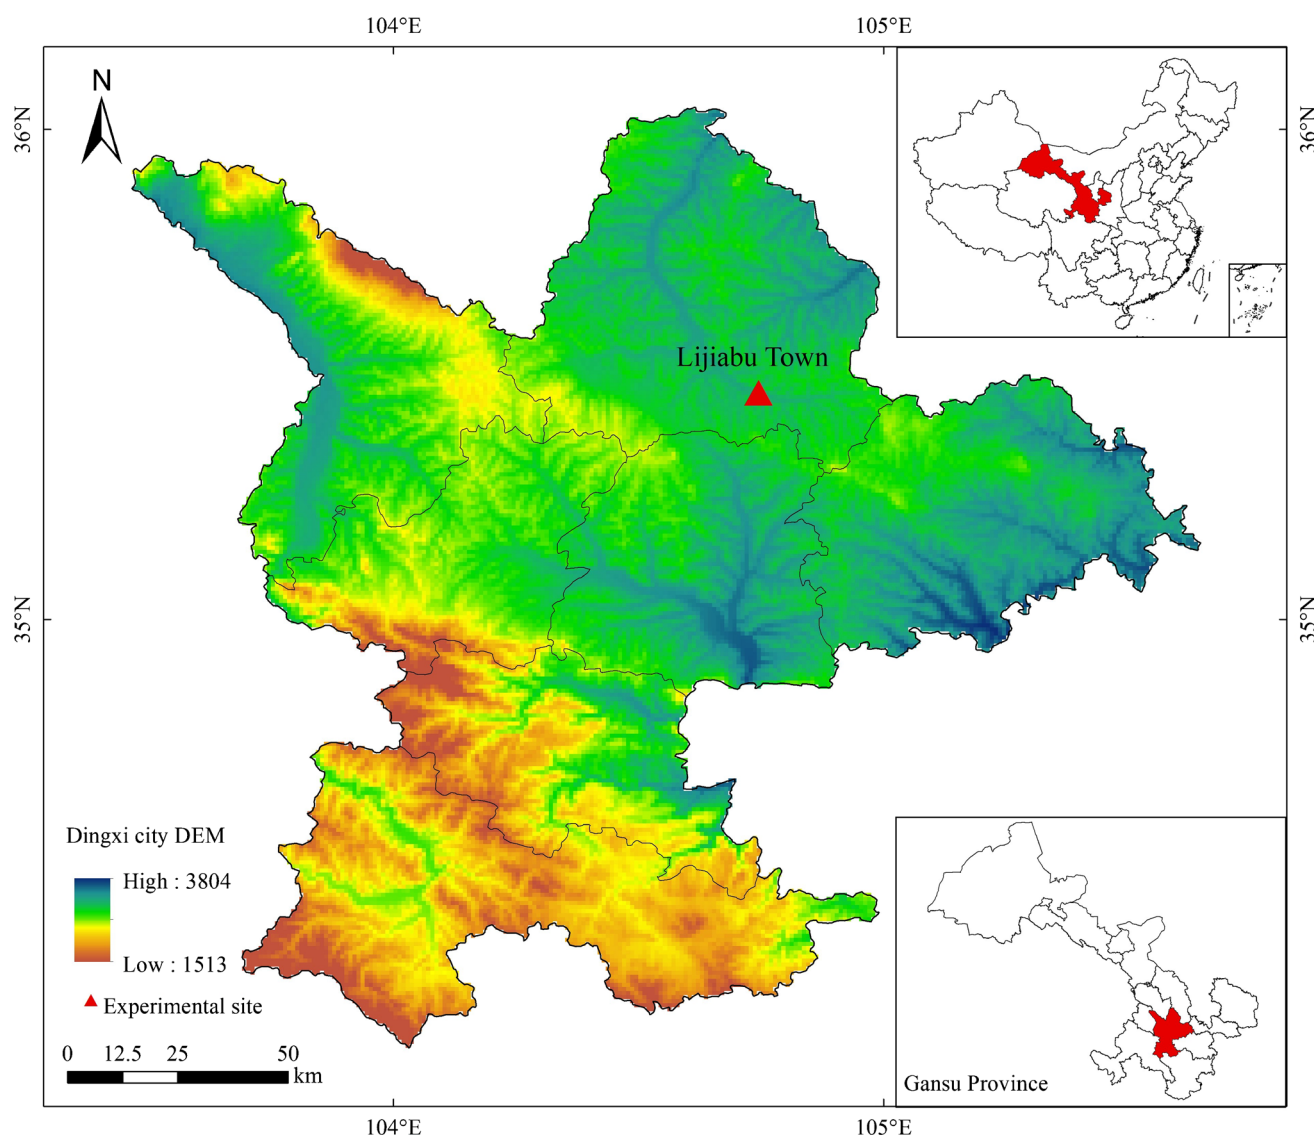 104°E
105°E
N
36°N
36°N
Lijiabu Town
35°N
35°N
Dingxi city DEM
High : 3804
Low : 1513
Experimental site
0 12.5 25 50
km
Gansu Province
104°E
105°E